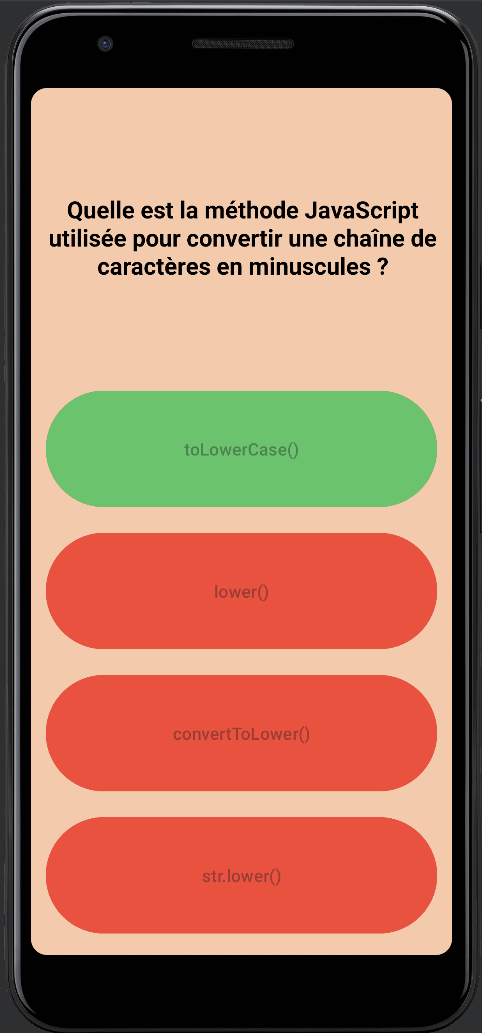 Quelle est la méthode JavaScript
utilisée pour convertir une chaîne de
caractères en minuscules ?
toLowerCase()
lower()
convertToLower()
str.lower()